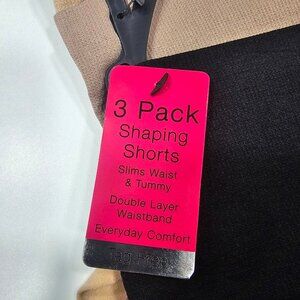 3 Pack
Shaping
Shorts
Slims Waist
& Tummy
Double Layer
Waistband
Everyday Comfort